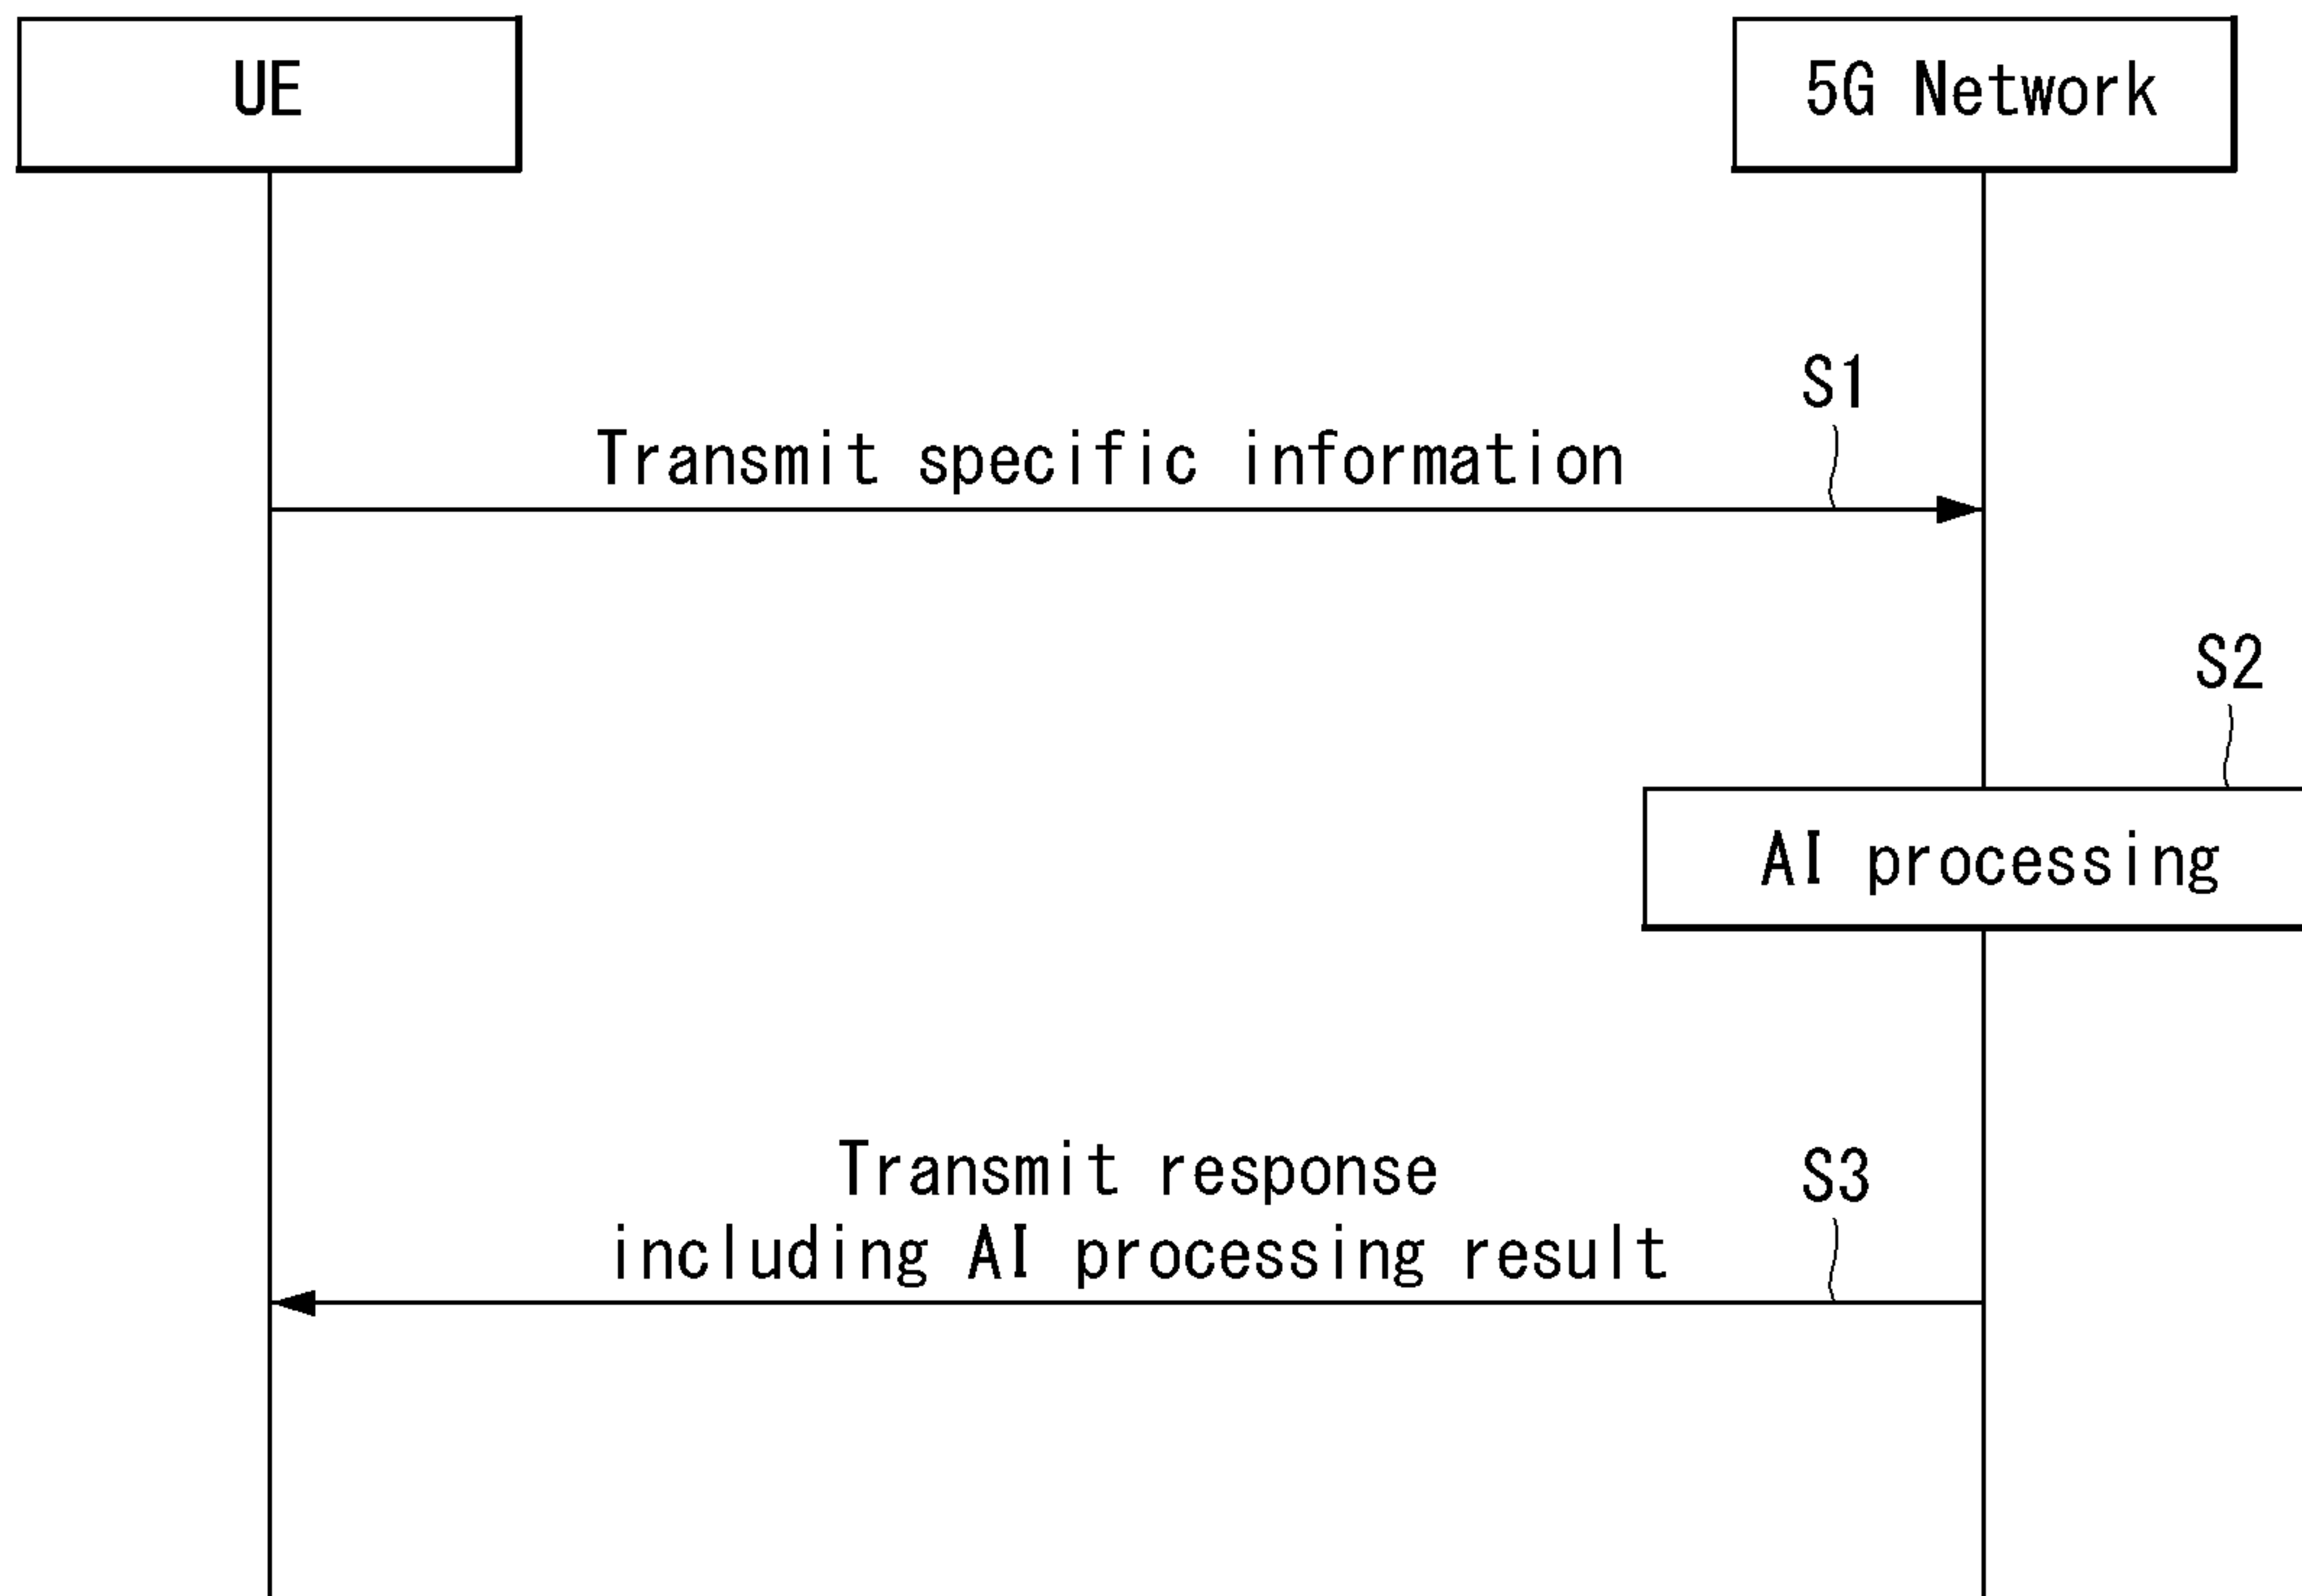 UE
5G Network
S1
Transmit specific information
S2
AI processing
Transmit response
S3
including AI processing result